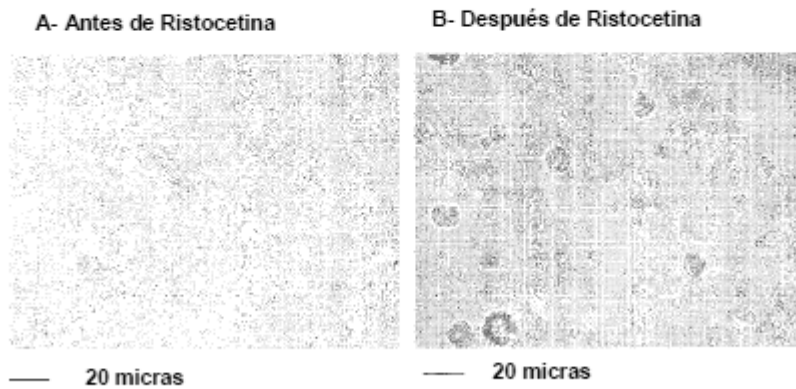 A- Antes de Ristocetina
B- Después de Ristocetina
20 micras
20 micras